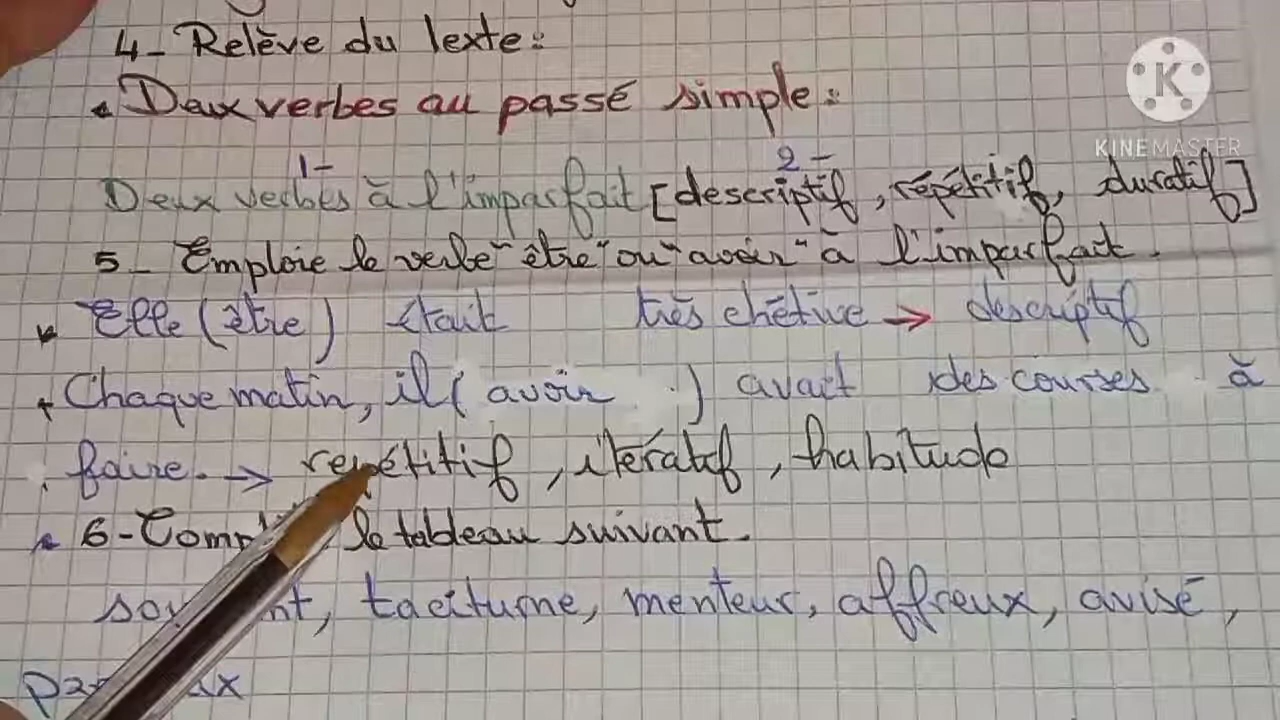 4- Relève du texte:
Deux verbes au passé simple:
1- 2-
Deux verbes à l'imparfait [descriptif, répétitif, duratif]
5- Emploie le verbe "être" ou "avoir" à l'imparfait.
Elle (être) était très chétive → descriptif
Chaque matin, il (avoir) avait des courses à
faire. → repétitif, itératif, habitude
6- le tableau suivant.
taciturne, menteur, affreux, avisé,
K
KINEMASTER